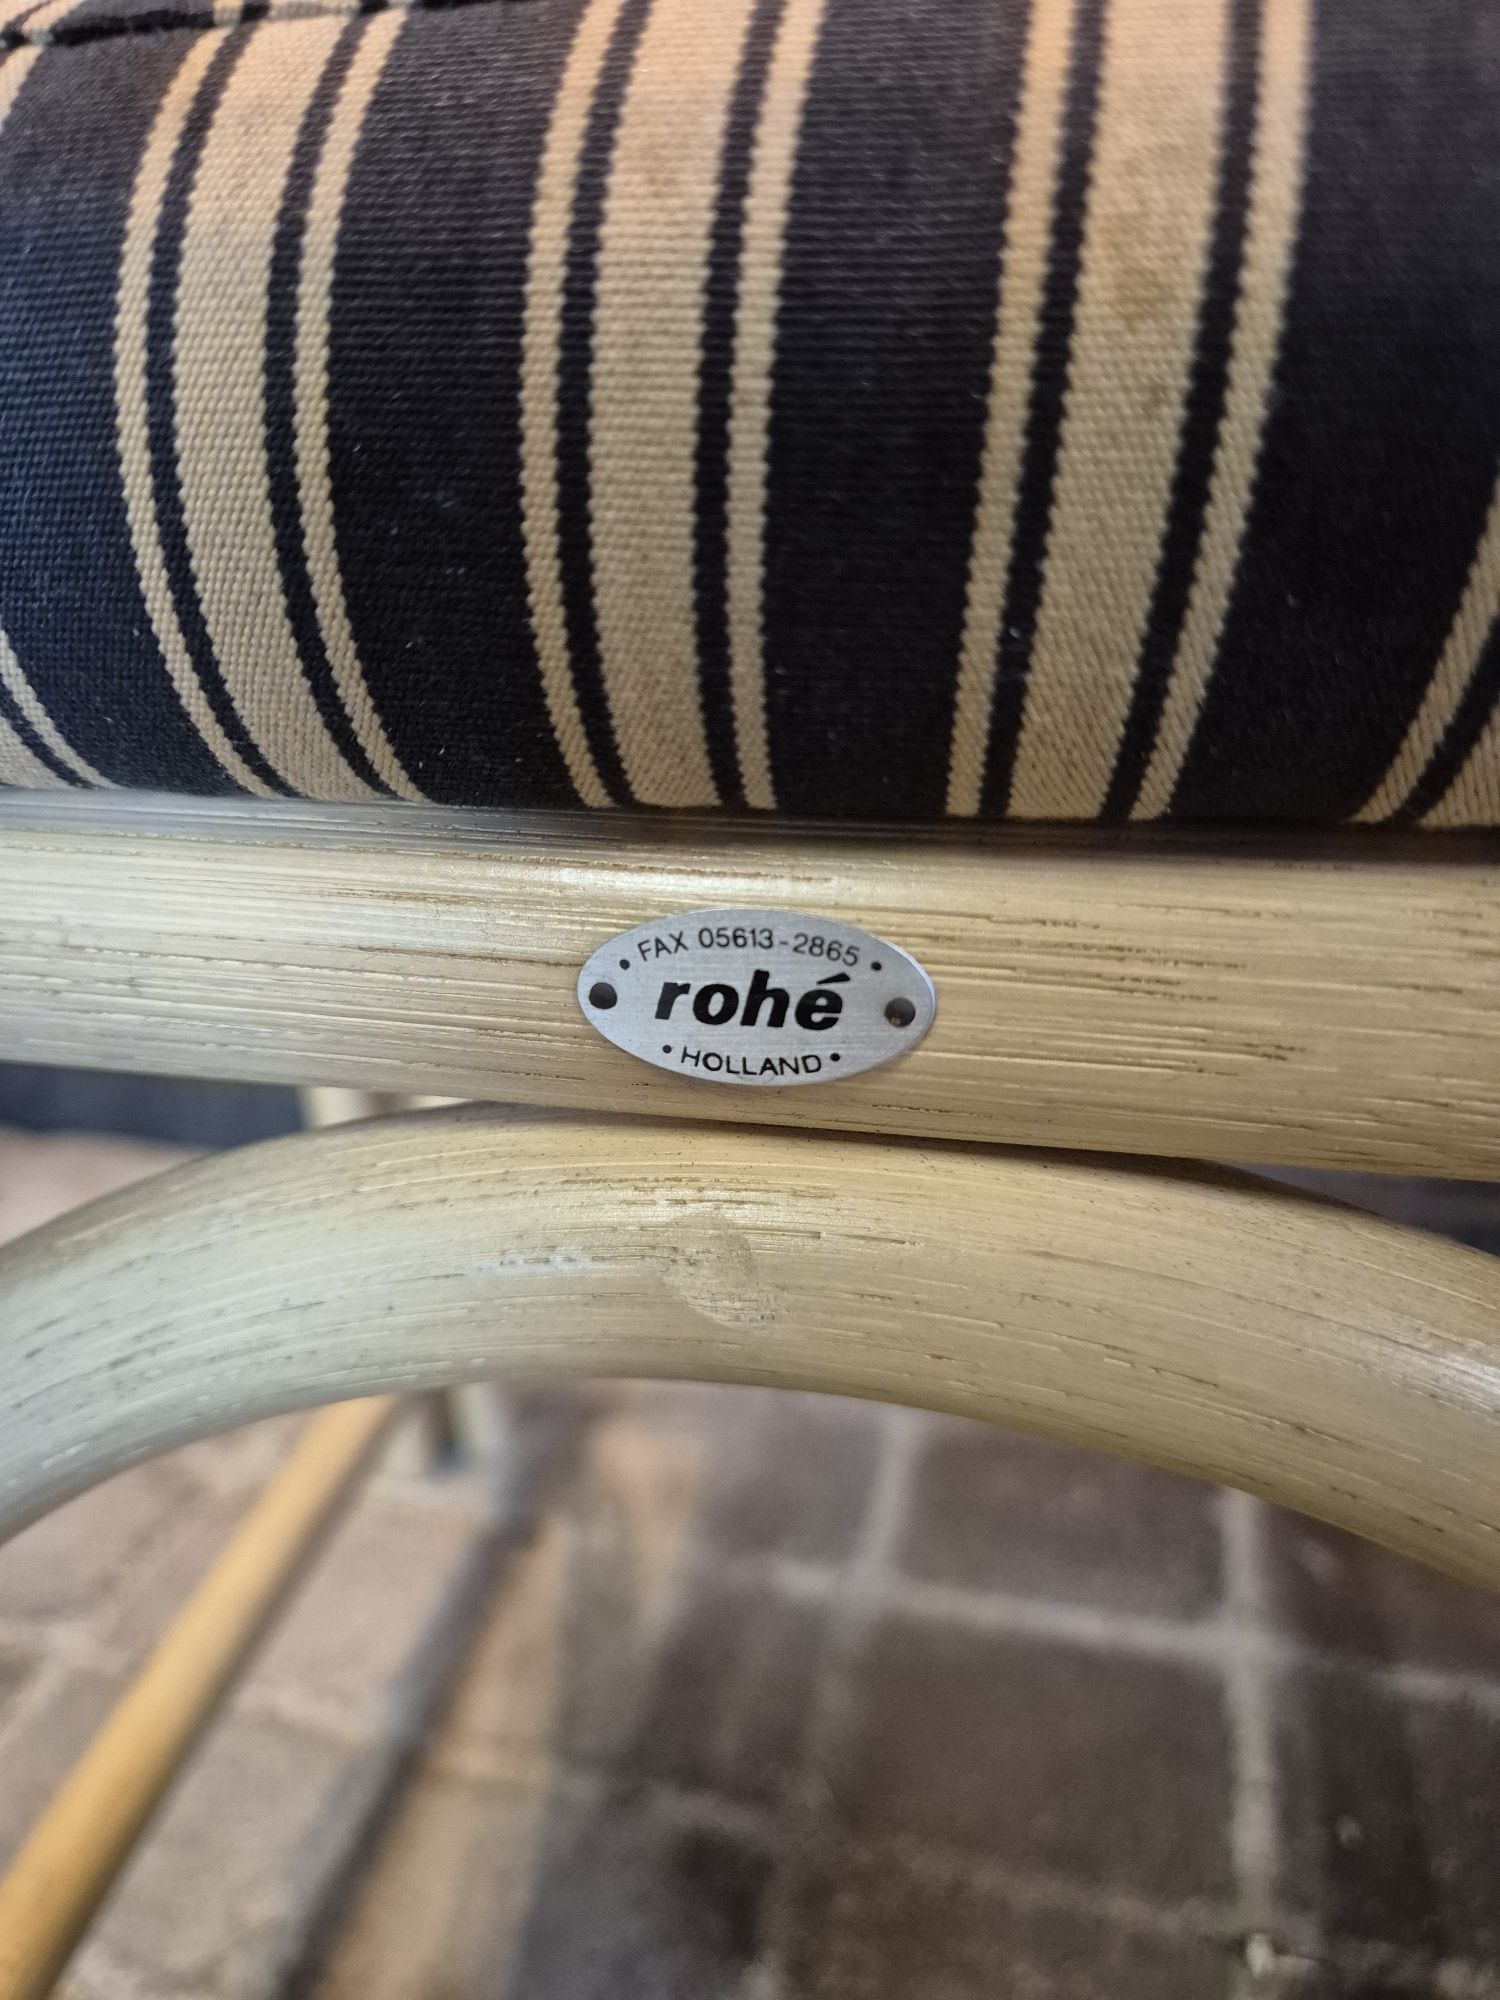 • FAX 05613-2865 •
rohé
• HOLLAND •